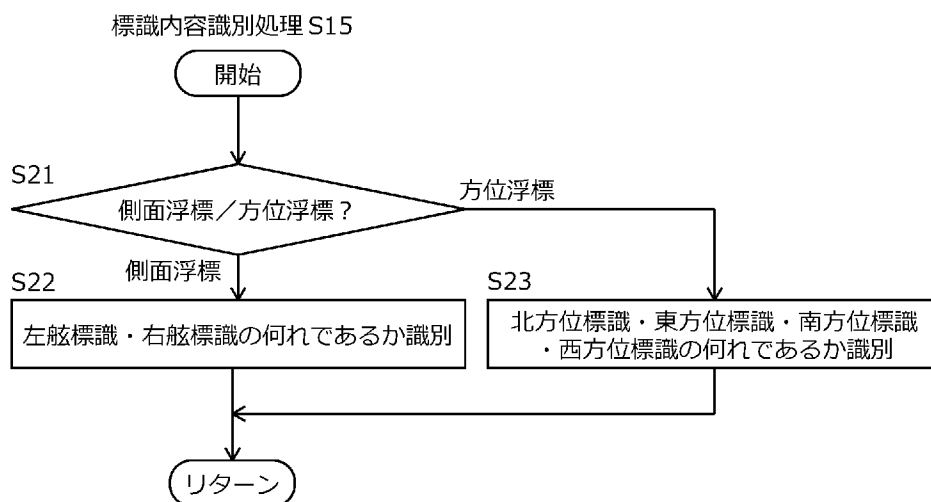 標識内容識別処理 S15
開始
S21
側面浮標／方位浮標？
方位浮標
側面浮標
S22
左舷標識・右舷標識の何れであるか識別
S23
北方位標識・東方位標識・南方位標識
・西方位標識の何れであるか識別
リターン